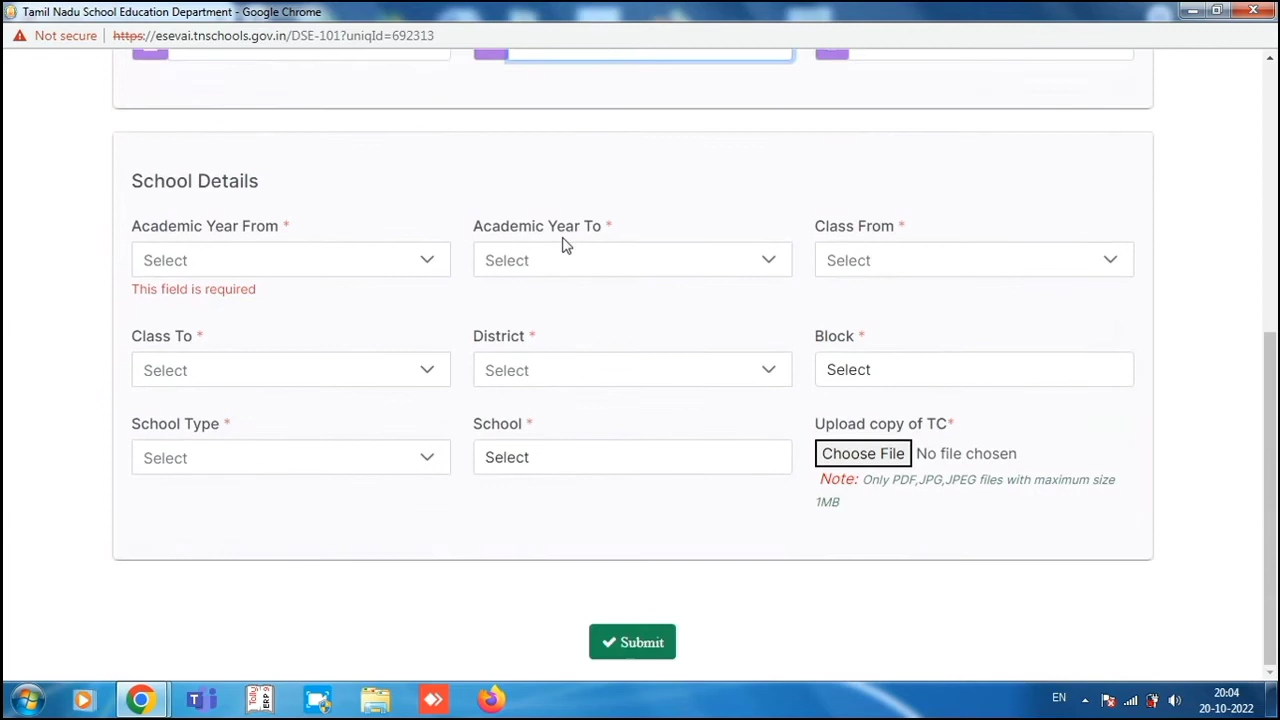 Tamil Nadu School Education Department - Google Chrome
Not secure https://esevai.tnschools.gov.in/DSE-101?uniqId=692313
School Details
Academic Year From * Academic Year To * Class From *
Select Select Select
This field is required
Class To * District * Block *
Select Select Select
School Type * School * Upload copy of TC*
Select Select Choose File No file chosen
Note: Only PDF,JPG,JPEG files with maximum size
1MB
Submit
EN 20:04
20-10-2022